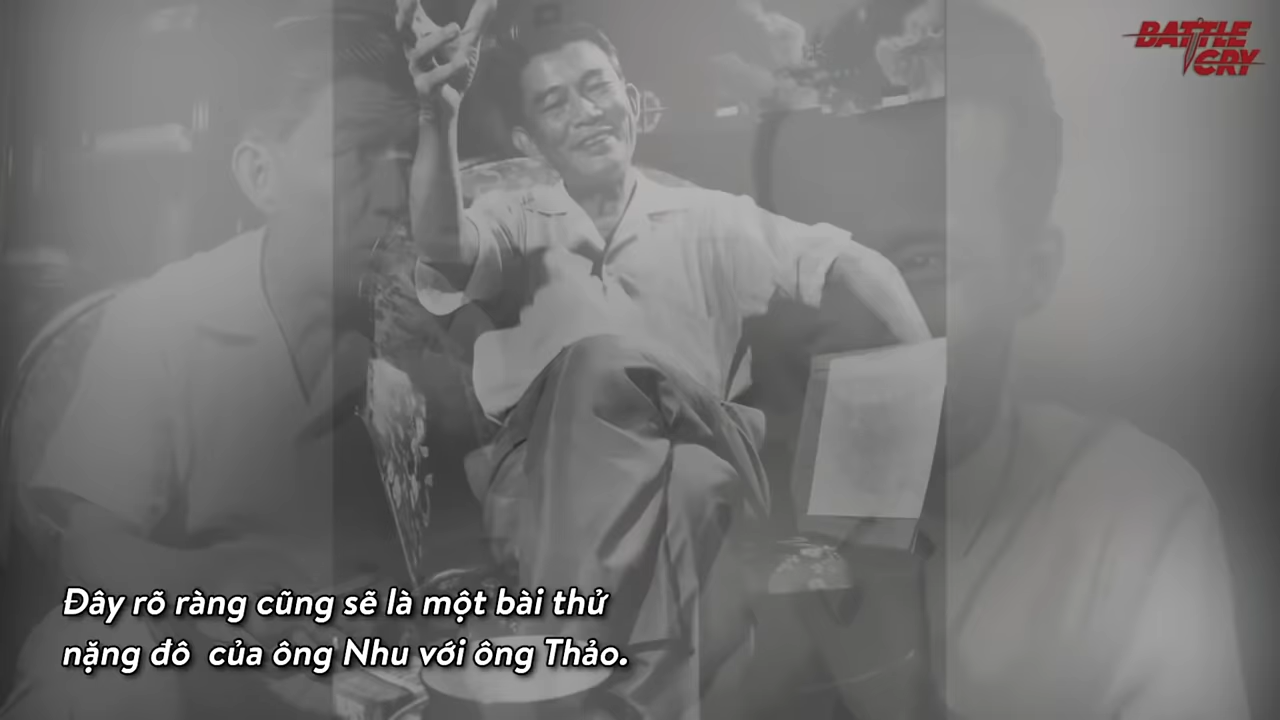 BATTLE
CRY
Đây rõ ràng cũng sẽ là một bài thử
nặng đô của ông Nhu với ông Thảo.